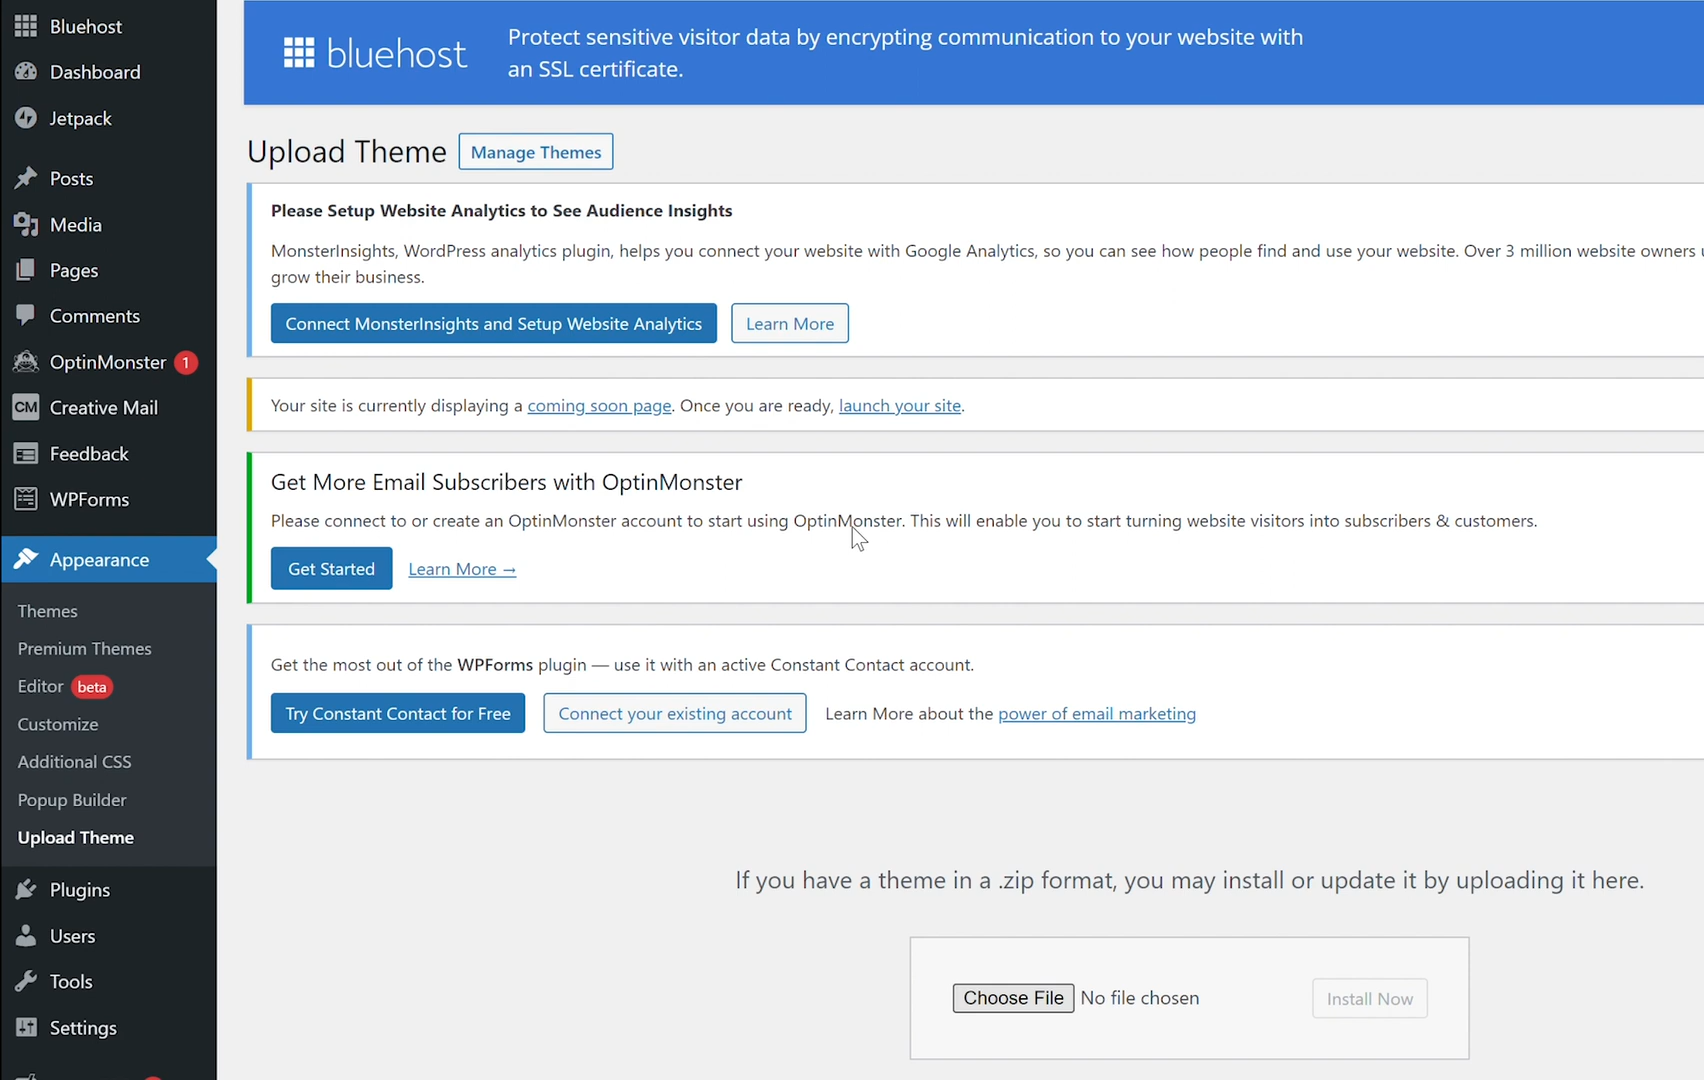 Bluehost
Dashboard
Jetpack
Posts
Media
Pages
Comments
OptinMonster 1
CM Creative Mail
Feedback
WPForms
Appearance
Themes
Premium Themes
Editor beta
Customize
Additional CSS
Popup Builder
Upload Theme
Plugins
Users
Tools
Settings
bluehost
Protect sensitive visitor data by encrypting communication to your website with
an SSL certificate.
Upload Theme Manage Themes
Please Setup Website Analytics to See Audience Insights
MonsterInsights, WordPress analytics plugin, helps you connect your website with Google Analytics, so you can see how people find and use your website. Over 3 million website owners
grow their business.
Connect MonsterInsights and Setup Website Analytics Learn More
Your site is currently displaying a coming soon page. Once you are ready, launch your site.
Get More Email Subscribers with OptinMonster
Please connect to or create an OptinMonster account to start using OptinMonster. This will enable you to start turning website visitors into subscribers & customers.
Get Started Learn More →
Get the most out of the WPForms plugin — use it with an active Constant Contact account.
Try Constant Contact for Free Connect your existing account Learn More about the power of email marketing
If you have a theme in a .zip format, you may install or update it by uploading it here.
Choose File No file chosen Install Now